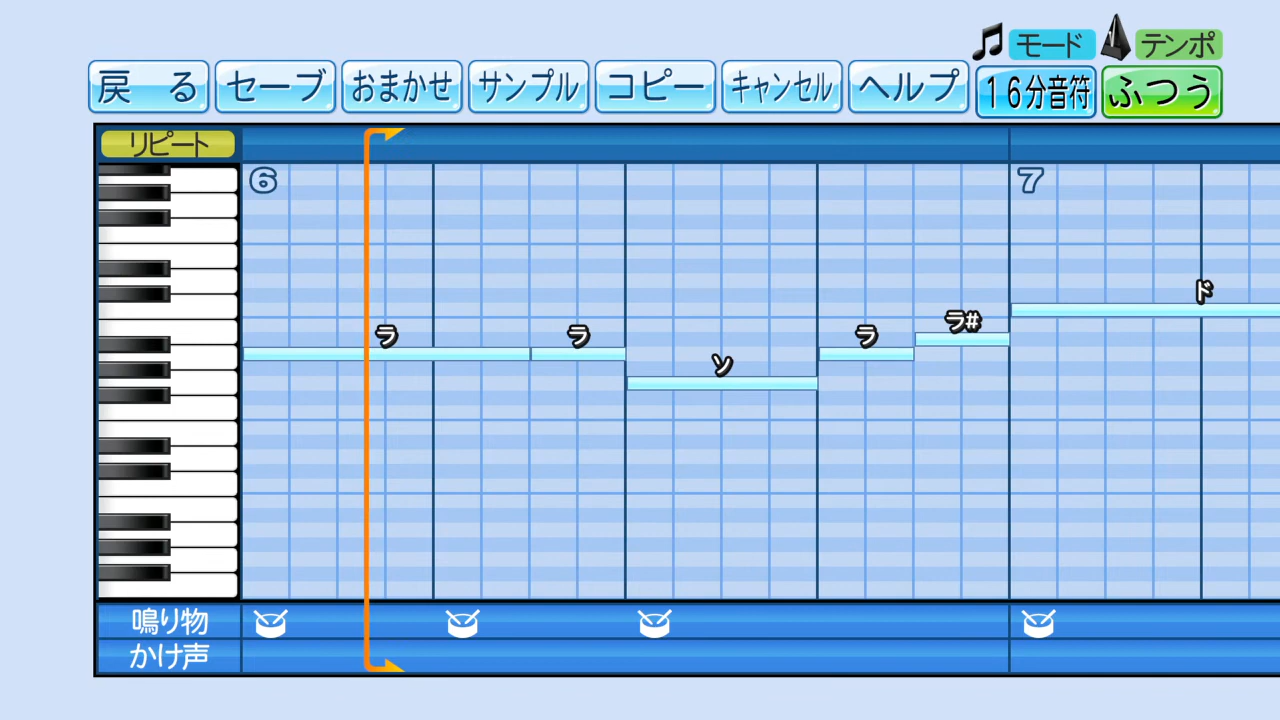 モード テンポ
戻る セーブ おまかせ サンプル コピー キャンセル ヘルプ 16分音符 ふつう
リピート
6 7
ド
ラ#
ラ ラ ラ
ソ
鳴り物
かけ声